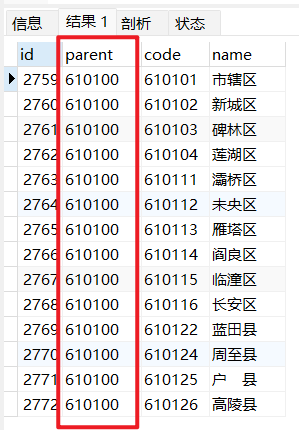 信息 结果 1 剖析 状态
id parent code name
2759 610100 610101 市辖区
2760 610100 610102 新城区
2761 610100 610103 碑林区
2762 610100 610104 莲湖区
2763 610100 610111 灞桥区
2764 610100 610112 未央区
2765 610100 610113 雁塔区
2766 610100 610114 阎良区
2767 610100 610115 临潼区
2768 610100 610116 长安区
2769 610100 610122 蓝田县
2770 610100 610124 周至县
2771 610100 610125 户　县
2772 610100 610126 高陵县